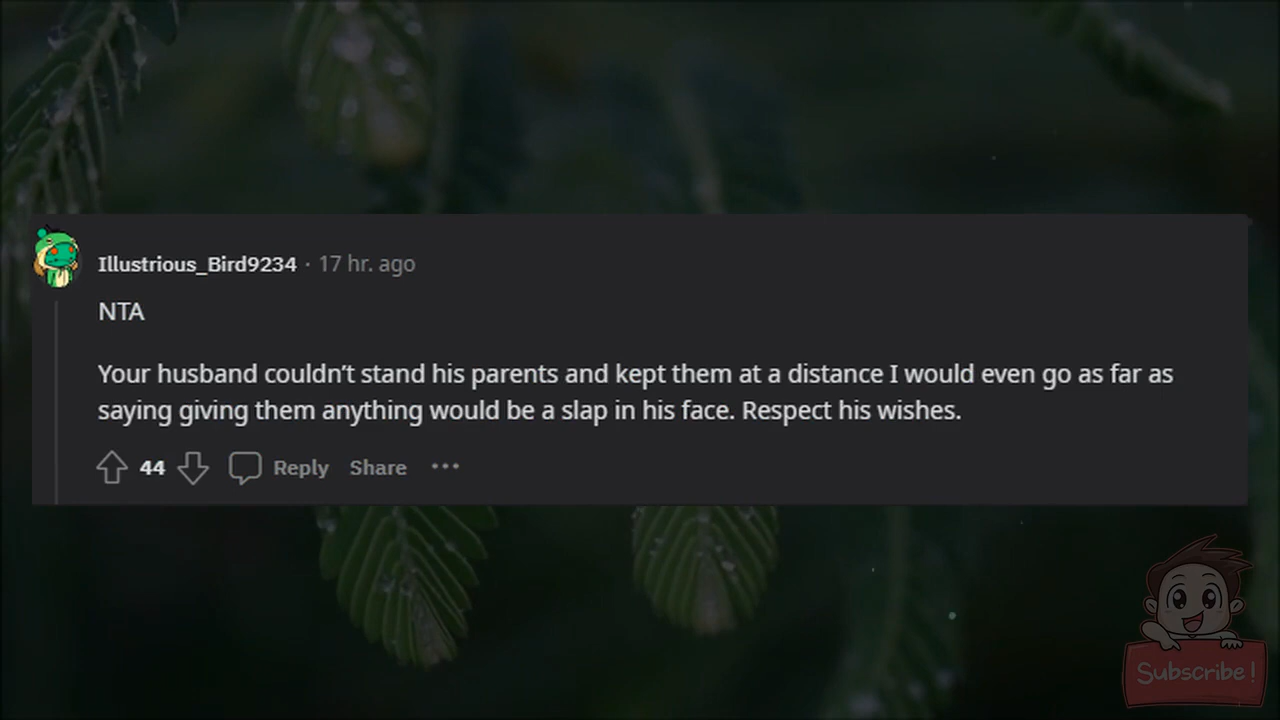 Illustrious_Bird9234 · 17 hr. ago
NTA
Your husband couldn’t stand his parents and kept them at a distance I would even go as far as
saying giving them anything would be a slap in his face. Respect his wishes.
44 Reply Share ···
Subscribe!